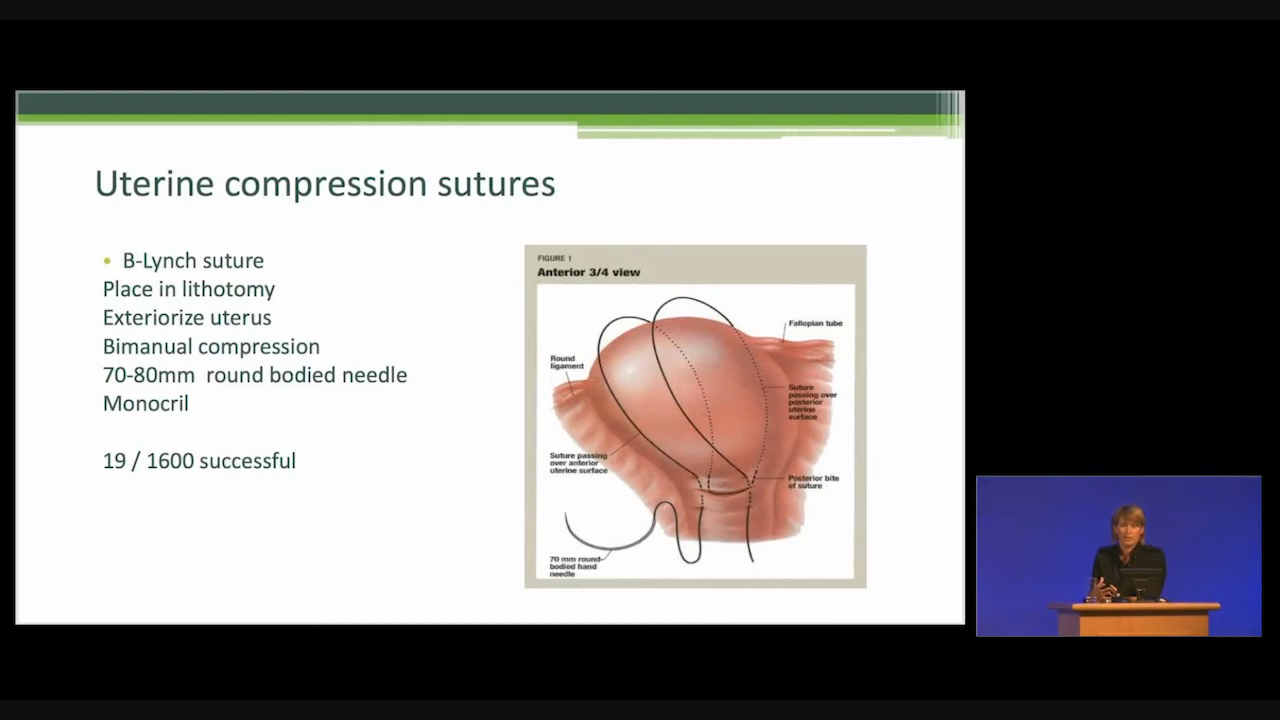 Uterine compression sutures
• B-Lynch suture
Place in lithotomy
Exteriorize uterus
Bimanual compression
70-80mm  round bodied needle
Monocril
19 / 1600 successful
FIGURE 1
Anterior 3/4 view
Fallopian tube
Round
ligament
Suture
passing over
posterior
uterine
surface
Suture passing
over anterior
uterine surface
Posterior bite
of suture
70 mm round-
bodied hand
needle